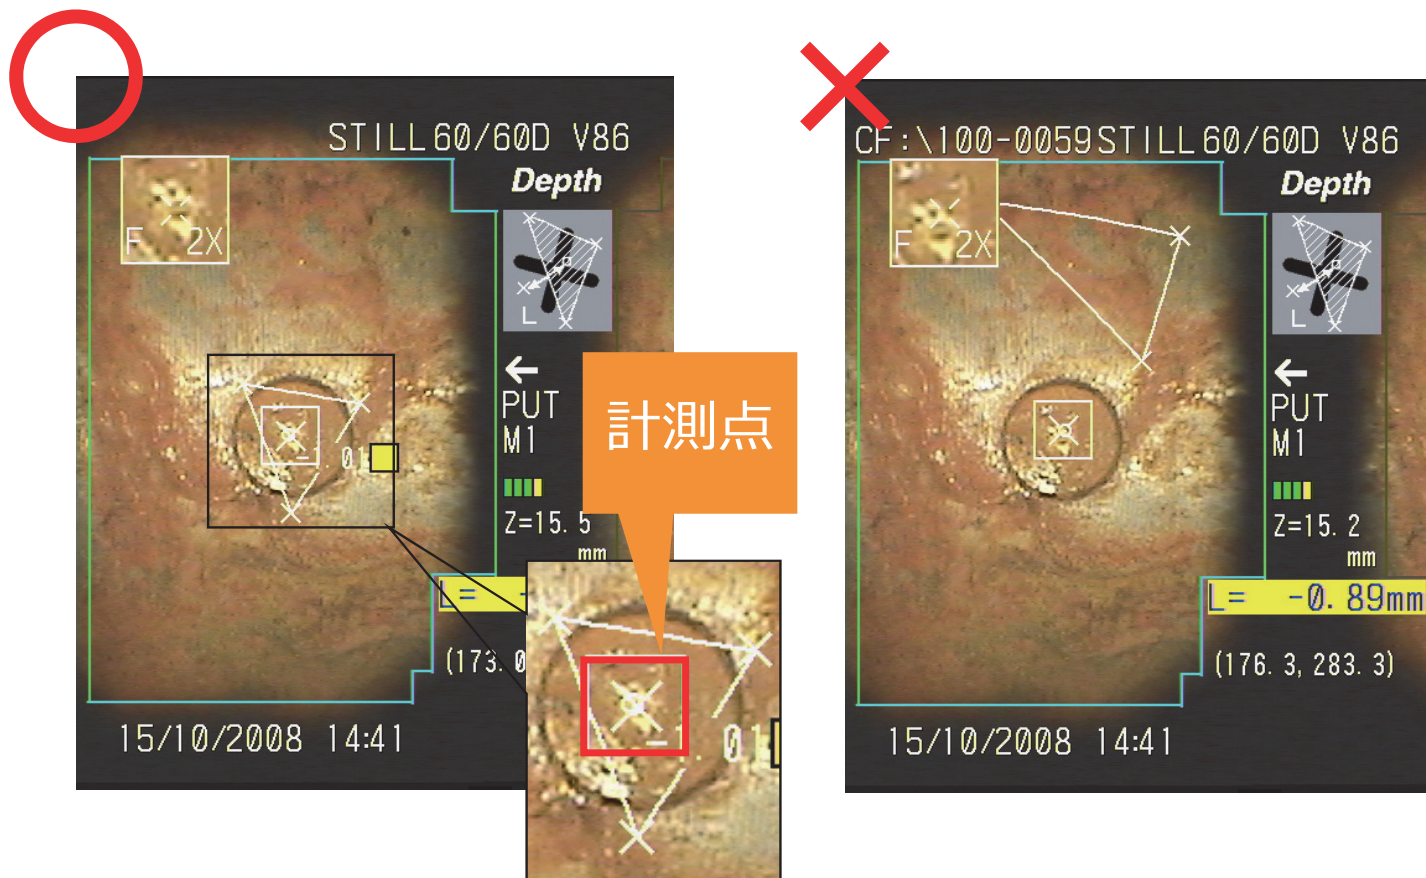 STILL 60/60D V86
Depth
F 2X
L
←
PUT
M1
01
Z=15.5
mm
L= -
(173.0
15/10/2008 14:41
計測点
01
CF:\100-0059 STILL 60/60D V86
Depth
F 2X
L
←
PUT
M1
Z=15.2
mm
L= -0.89mm
(176.3, 283.3)
15/10/2008 14:41